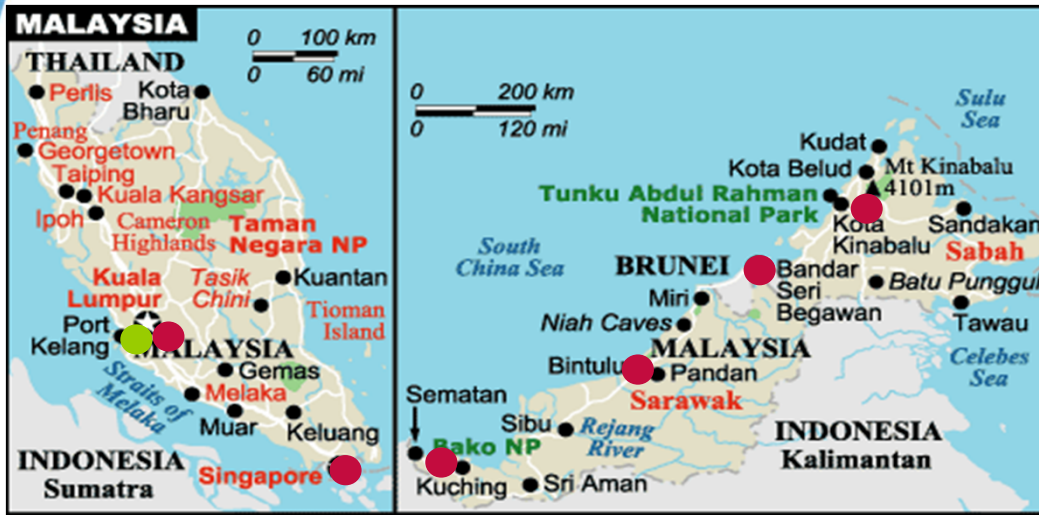 MALAYSIA
0 100 km
0 60 mi
THAILAND
Perlis
Kota
Bharu
Penang
Georgetown
Taiping
Kuala Kangsar
Ipoh
Cameron
Highlands
Taman
Negara NP
Kuala
Lumpur
Tasik
Chini
Kuantan
Tioman
Island
Port
Kelang
MALAYSIA
Gemas
Straits of
Melaka
Melaka
Muar
Keluang
INDONESIA
Sumatra
Singapore
0 200 km
0 120 mi
Sulu
Sea
Kudat
Kota Belud
Mt Kinabalu
4101m
Tunku Abdul Rahman
National Park
Kota
Kinabalu
Sandakan
Sabah
South
China Sea
BRUNEI
Bandar
Seri
Begawan
Batu Punggul
Miri
Tawau
Niah Caves
Celebes
Sea
MALAYSIA
Bintulu
Pandan
Sarawak
Sematan
Sibu
Rejang
River
Bako NP
Kuching
Sri Aman
INDONESIA
Kalimantan